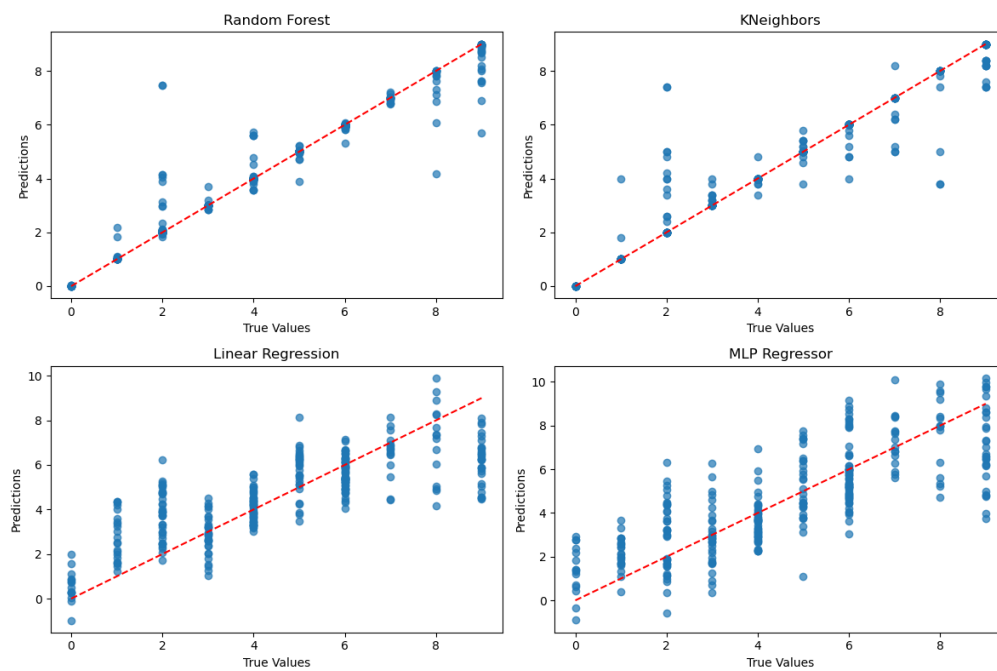 Random Forest
8
6
4
2
0
Predictions
0 2 4 6 8
True Values
KNeighbors
8
6
4
2
0
Predictions
0 2 4 6 8
True Values
Linear Regression
10
8
6
4
2
0
Predictions
0 2 4 6 8
True Values
MLP Regressor
10
8
6
4
2
0
Predictions
0 2 4 6 8
True Values